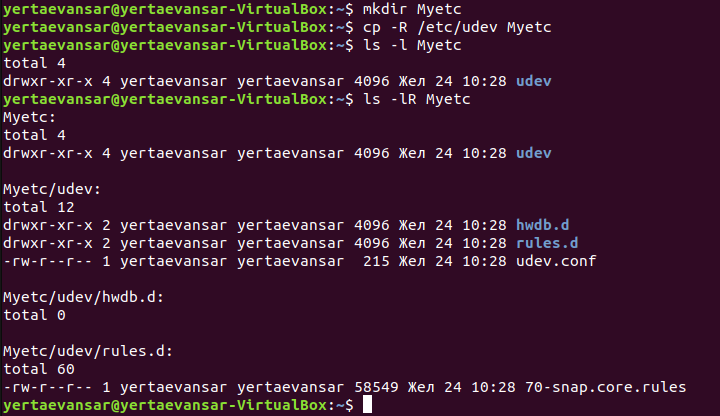 yertaevansar@yertaevansar-VirtualBox:~$ mkdir Myetc
yertaevansar@yertaevansar-VirtualBox:~$ cp -R /etc/udev Myetc
yertaevansar@yertaevansar-VirtualBox:~$ ls -l Myetc
total 4
drwxr-xr-x 4 yertaevansar yertaevansar 4096 Жел 24 10:28 udev
yertaevansar@yertaevansar-VirtualBox:~$ ls -lR Myetc
Myetc:
total 4
drwxr-xr-x 4 yertaevansar yertaevansar 4096 Жел 24 10:28 udev

Myetc/udev:
total 12
drwxr-xr-x 2 yertaevansar yertaevansar 4096 Жел 24 10:28 hwdb.d
drwxr-xr-x 2 yertaevansar yertaevansar 4096 Жел 24 10:28 rules.d
-rw-r--r-- 1 yertaevansar yertaevansar  215 Жел 24 10:28 udev.conf

Myetc/udev/hwdb.d:
total 0

Myetc/udev/rules.d:
total 60
-rw-r--r-- 1 yertaevansar yertaevansar 58549 Жел 24 10:28 70-snap.core.rules
yertaevansar@yertaevansar-VirtualBox:~$